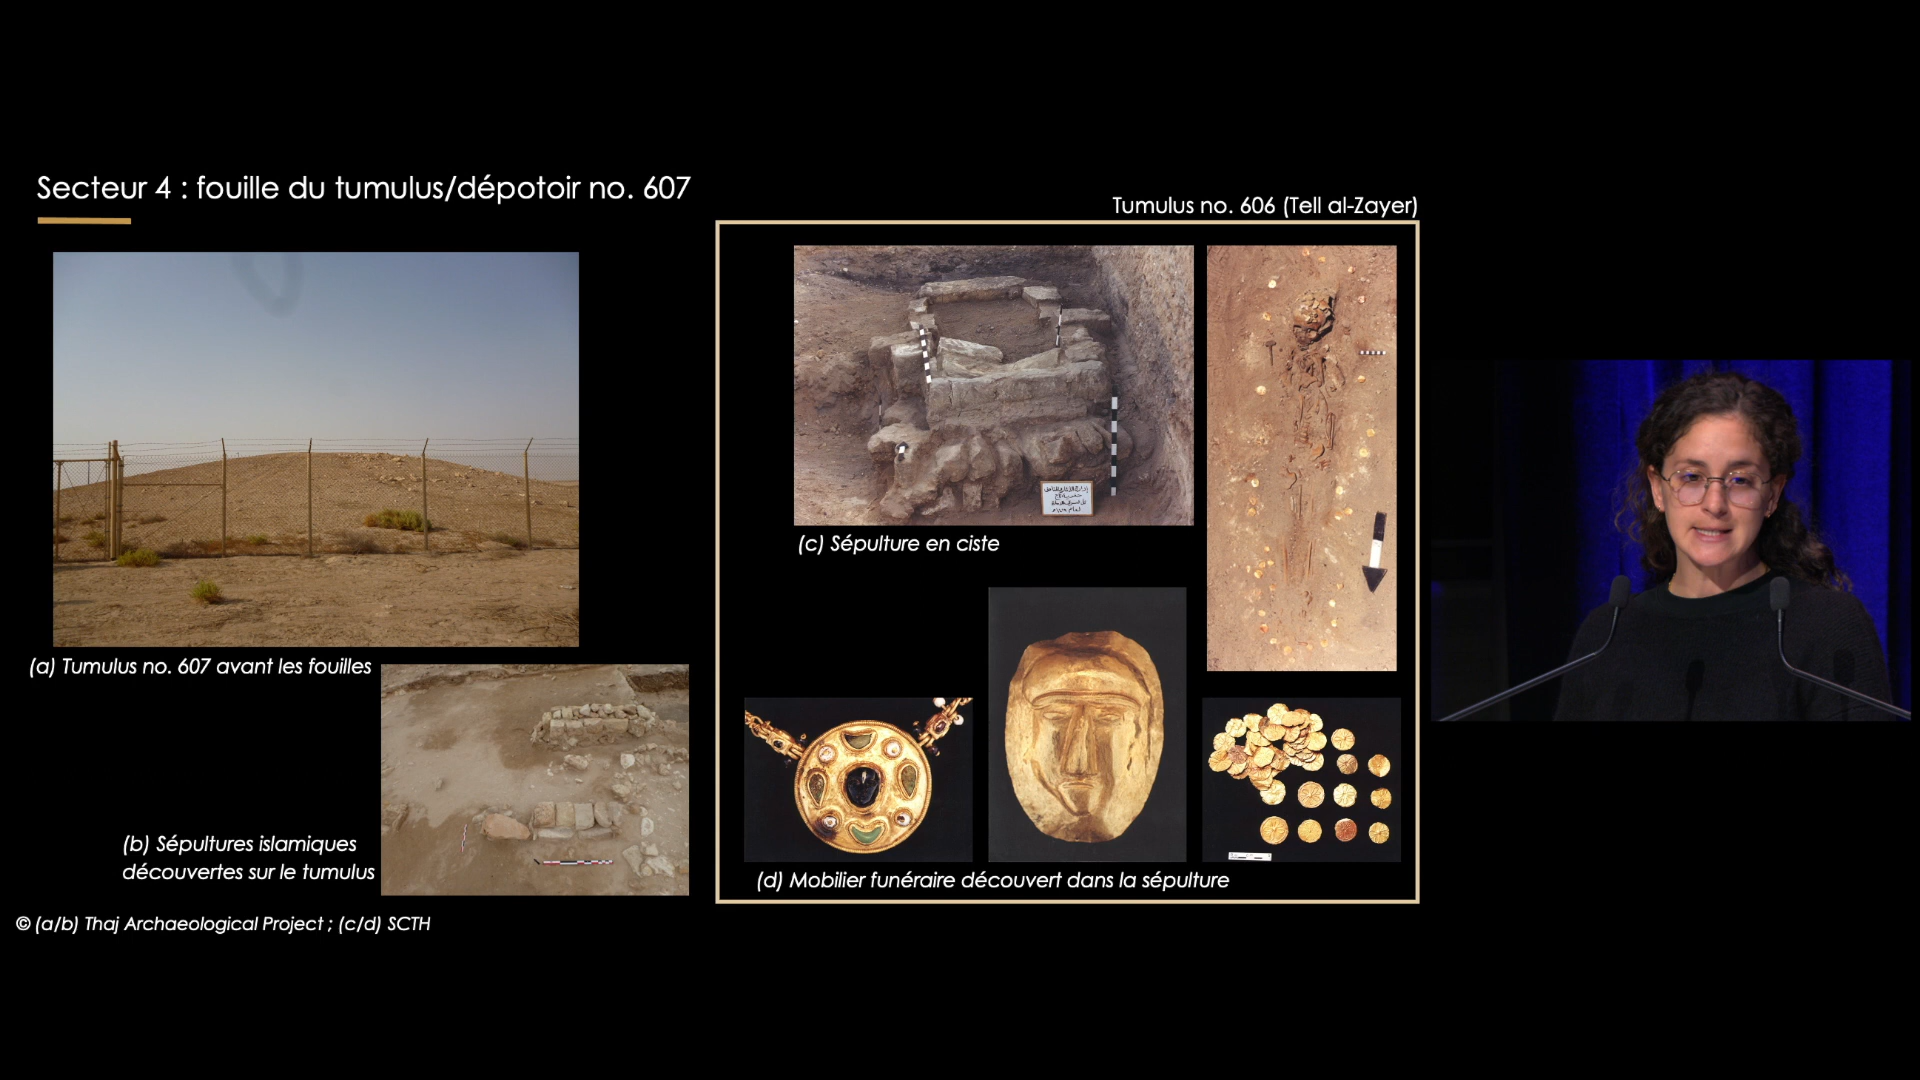 Secteur 4 : fouille du tumulus/dépotoir no. 607
Tumulus no. 606 (Tell al-Zayer)
(c) Sépulture en ciste
(a) Tumulus no. 607 avant les fouilles
(b) Sépultures islamiques
découvertes sur le tumulus
(d) Mobilier funéraire découvert dans la sépulture
© (a/b) Thaj Archaeological Project ; (c/d) SCTH